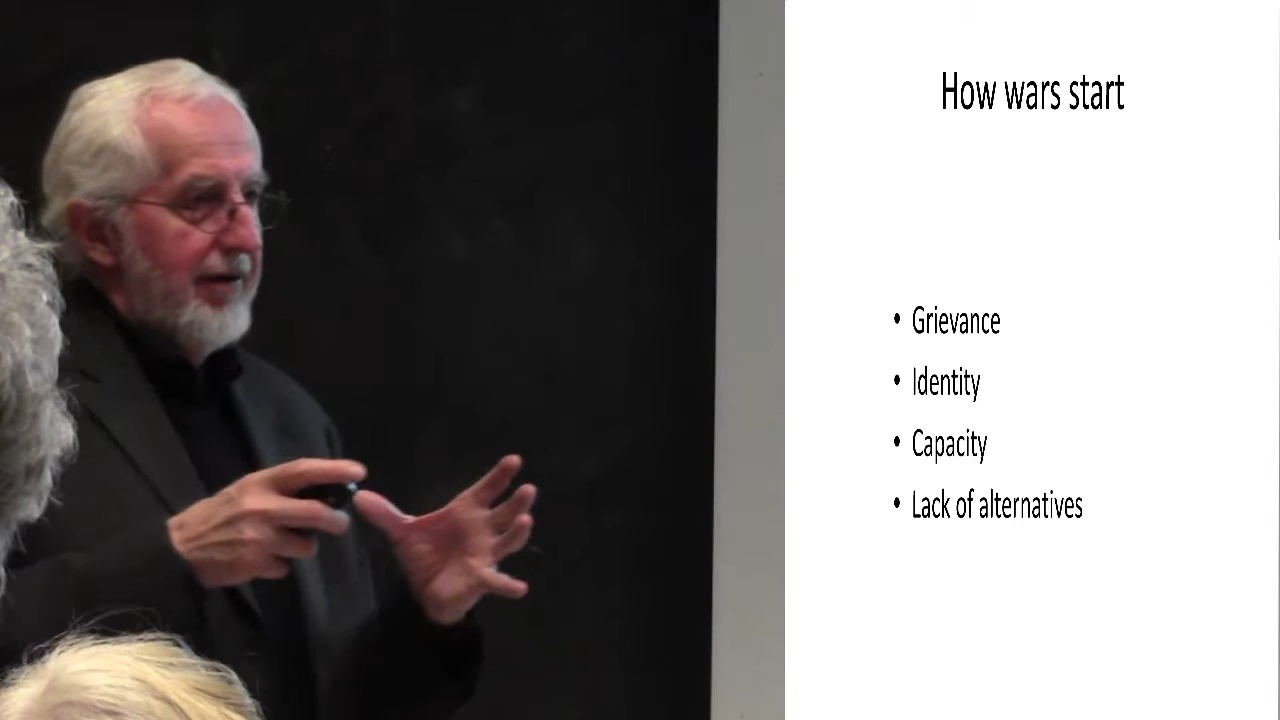 How wars start
• Grievance
• Identity
• Capacity
• Lack of alternatives